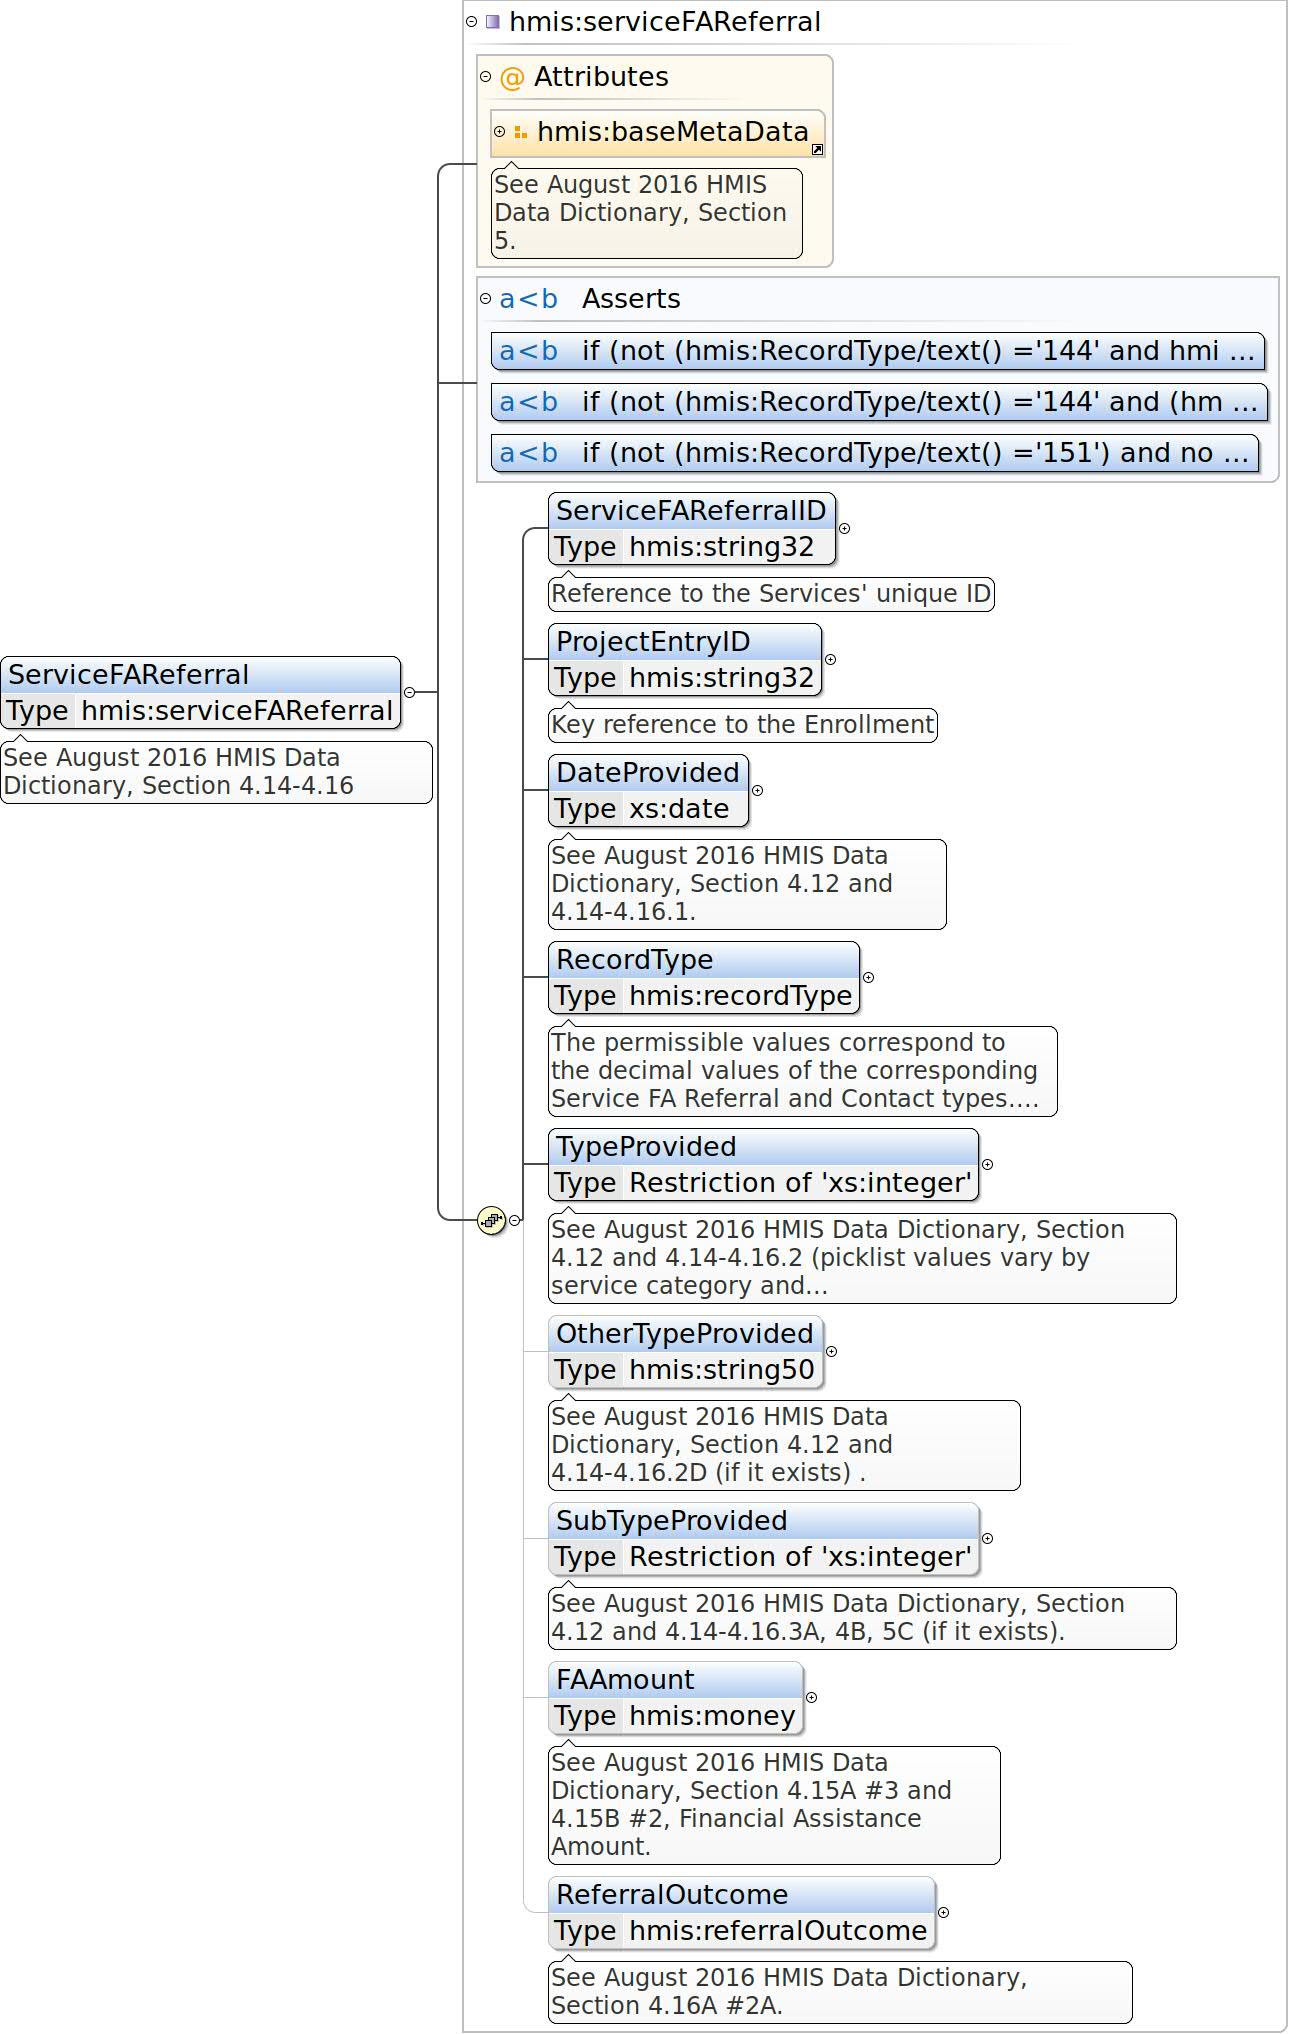 hmis:serviceFAReferral
@ Attributes
hmis:baseMetaData
See August 2016 HMIS
Data Dictionary, Section
5.
a<b Asserts
a<b if (not (hmis:RecordType/text() ='144' and hmi ...
a<b if (not (hmis:RecordType/text() ='144' and (hm ...
a<b if (not (hmis:RecordType/text() ='151') and no ...
ServiceFAReferral
Type hmis:serviceFAReferral
See August 2016 HMIS Data
Dictionary, Section 4.14-4.16
ServiceFAReferralID
Type hmis:string32
Reference to the Services' unique ID
ProjectEntryID
Type hmis:string32
Key reference to the Enrollment
DateProvided
Type xs:date
See August 2016 HMIS Data
Dictionary, Section 4.12 and
4.14-4.16.1.
RecordType
Type hmis:recordType
The permissible values correspond to
the decimal values of the corresponding
Service FA Referral and Contact types....
TypeProvided
Type Restriction of 'xs:integer'
See August 2016 HMIS Data Dictionary, Section
4.12 and 4.14-4.16.2 (picklist values vary by
service category and...
OtherTypeProvided
Type hmis:string50
See August 2016 HMIS Data
Dictionary, Section 4.12 and
4.14-4.16.2D (if it exists) .
SubTypeProvided
Type Restriction of 'xs:integer'
See August 2016 HMIS Data Dictionary, Section
4.12 and 4.14-4.16.3A, 4B, 5C (if it exists).
FAAmount
Type hmis:money
See August 2016 HMIS Data
Dictionary, Section 4.15A #3 and
4.15B #2, Financial Assistance
Amount.
ReferralOutcome
Type hmis:referralOutcome
See August 2016 HMIS Data Dictionary,
Section 4.16A #2A.